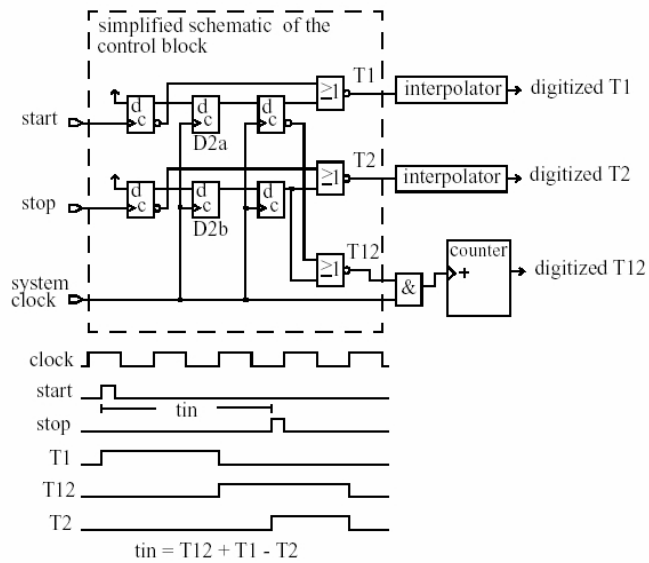 simplified schematic of the
control block
T1
≥1
interpolator
digitized T1
d
c
d
c
d
c
start
D2a
T2
≥1
interpolator
digitized T2
d
c
d
c
d
c
stop
D2b
T12
≥1
counter
+
digitized T12
&
system
clock
clock
start
tin
stop
T1
T12
T2
tin = T12 + T1 - T2